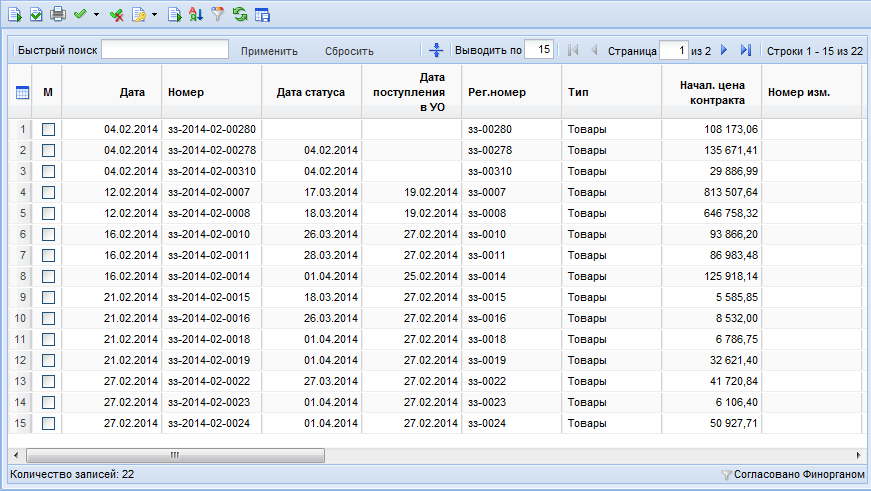 Быстрый поиск Применить Сбросить Выводить по 15 Страница 1 из 2 Строки 1 - 15 из 22
М Дата Номер Дата статуса Дата поступления в УО Рег.номер Тип Начал. цена контракта Номер изм.
1 04.02.2014 зз-2014-02-00280 зз-00280 Товары 108 173,06
2 04.02.2014 зз-2014-02-00278 04.02.2014 зз-00278 Товары 135 671,41
3 04.02.2014 зз-2014-02-00310 04.02.2014 зз-00310 Товары 29 886,99
4 12.02.2014 зз-2014-02-0007 17.03.2014 19.02.2014 зз-0007 Товары 813 507,64
5 12.02.2014 зз-2014-02-0008 18.03.2014 19.02.2014 зз-0008 Товары 646 758,32
6 16.02.2014 зз-2014-02-0010 26.03.2014 27.02.2014 зз-0010 Товары 93 866,20
7 16.02.2014 зз-2014-02-0011 28.03.2014 27.02.2014 зз-0011 Товары 86 983,48
8 16.02.2014 зз-2014-02-0014 01.04.2014 25.02.2014 зз-0014 Товары 125 918,14
9 21.02.2014 зз-2014-02-0015 18.03.2014 27.02.2014 зз-0015 Товары 5 585,85
10 21.02.2014 зз-2014-02-0016 26.03.2014 27.02.2014 зз-0016 Товары 8 532,00
11 21.02.2014 зз-2014-02-0018 01.04.2014 27.02.2014 зз-0018 Товары 6 786,75
12 21.02.2014 зз-2014-02-0019 01.04.2014 27.02.2014 зз-0019 Товары 32 621,40
13 27.02.2014 зз-2014-02-0022 27.03.2014 27.02.2014 зз-0022 Товары 41 720,84
14 27.02.2014 зз-2014-02-0023 01.04.2014 27.02.2014 зз-0023 Товары 6 106,40
15 27.02.2014 зз-2014-02-0024 01.04.2014 27.02.2014 зз-0024 Товары 50 927,71
Количество записей: 22 Согласовано Финорганом